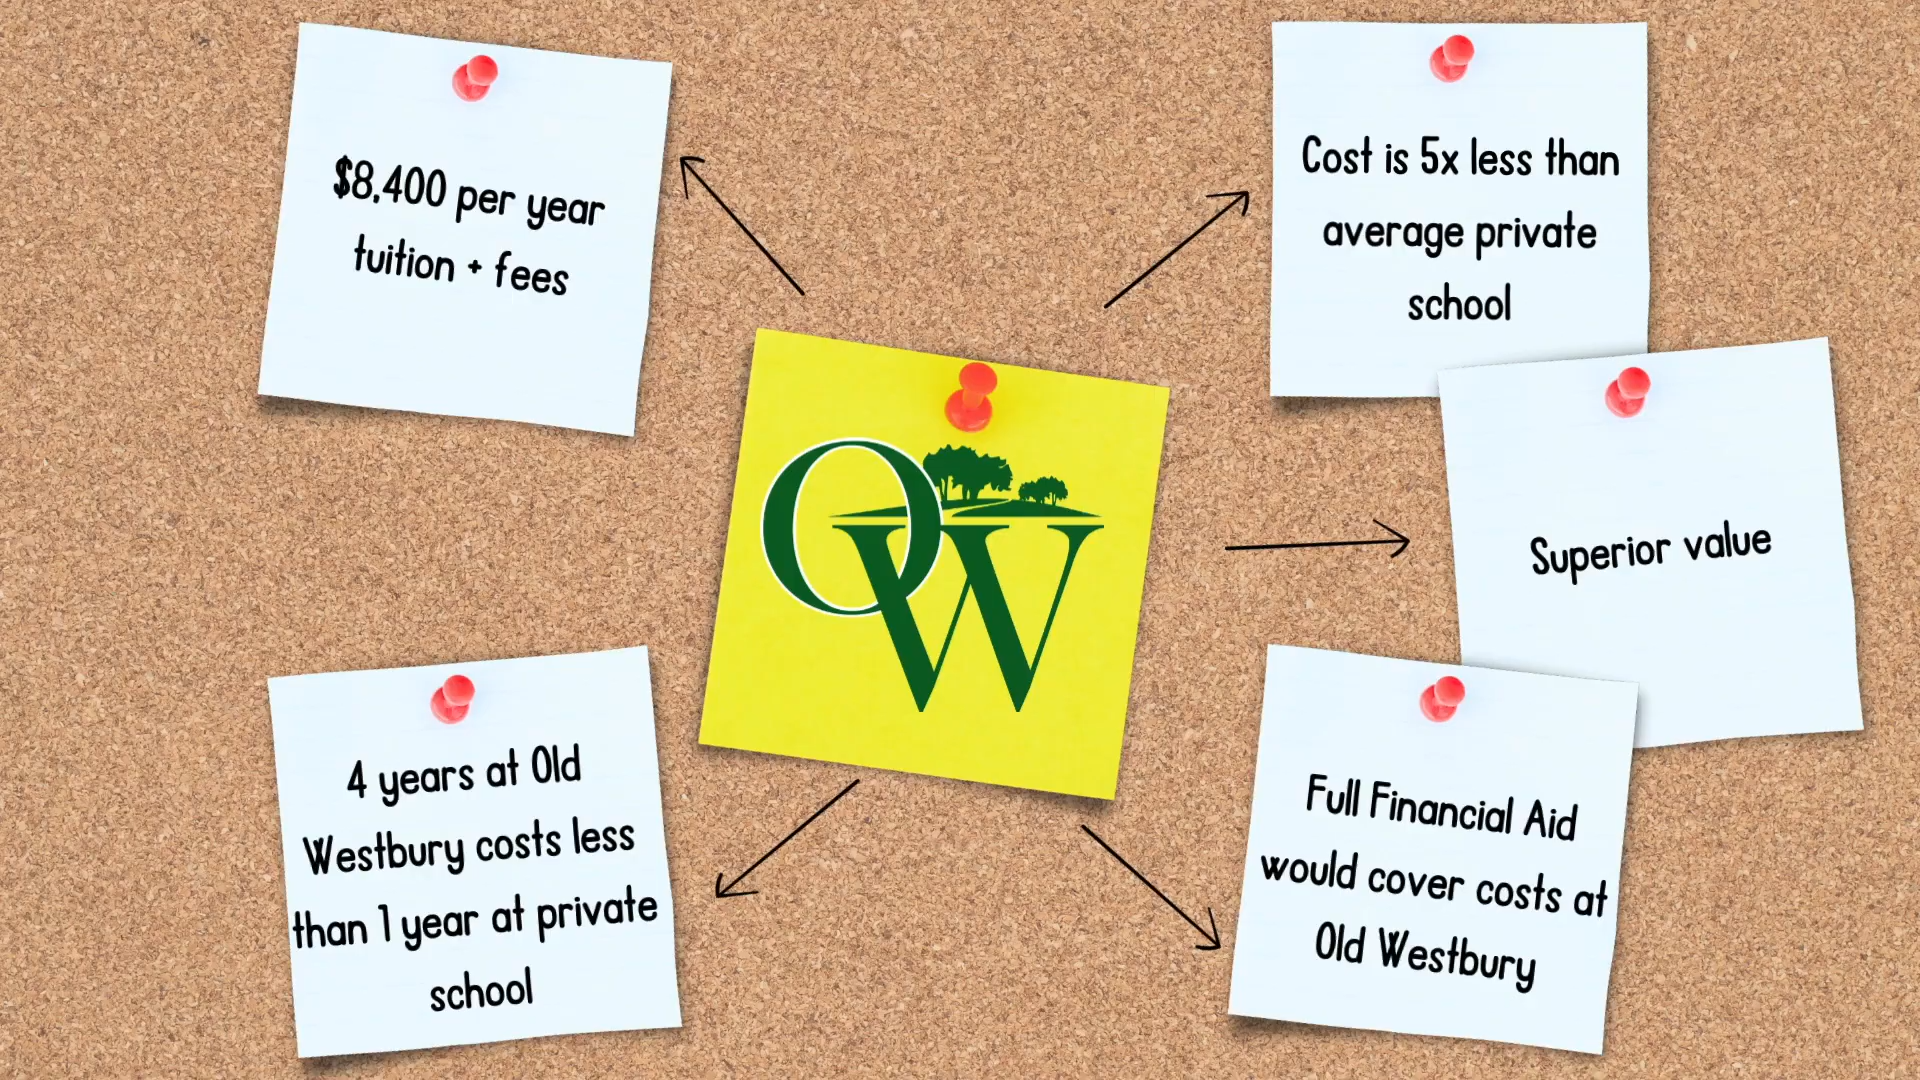 $8,400 per year
tuition + fees
Cost is 5x less than
average private
school
OW
Superior value
4 years at Old
Westbury costs less
than 1 year at private
school
Full Financial Aid
would cover costs at
Old Westbury